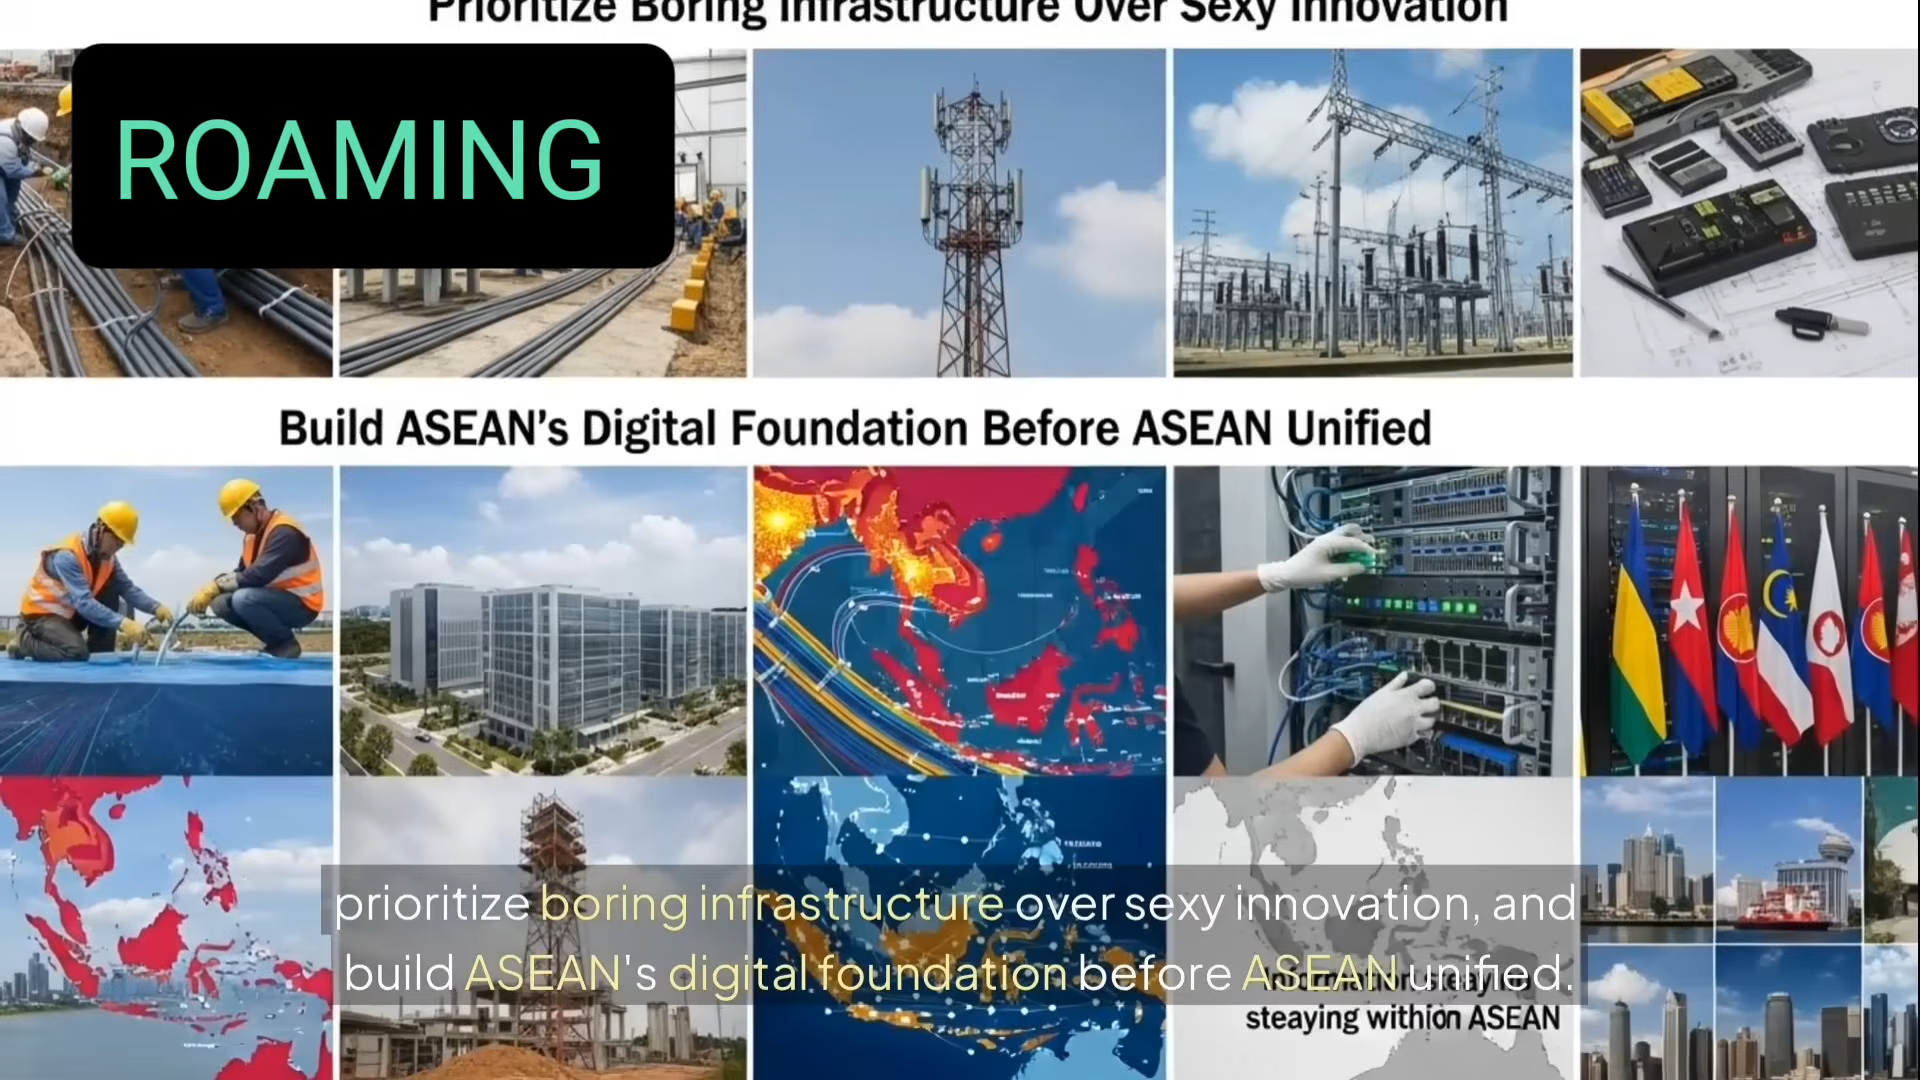 Prioritize Boring Infrastructure Over Sexy Innovation
ROAMING
Build ASEAN's Digital Foundation Before ASEAN Unified
prioritize boring infrastructure over sexy innovation, and
build ASEAN's digital foundation before ASEAN unified.
steaying withion ASEAN